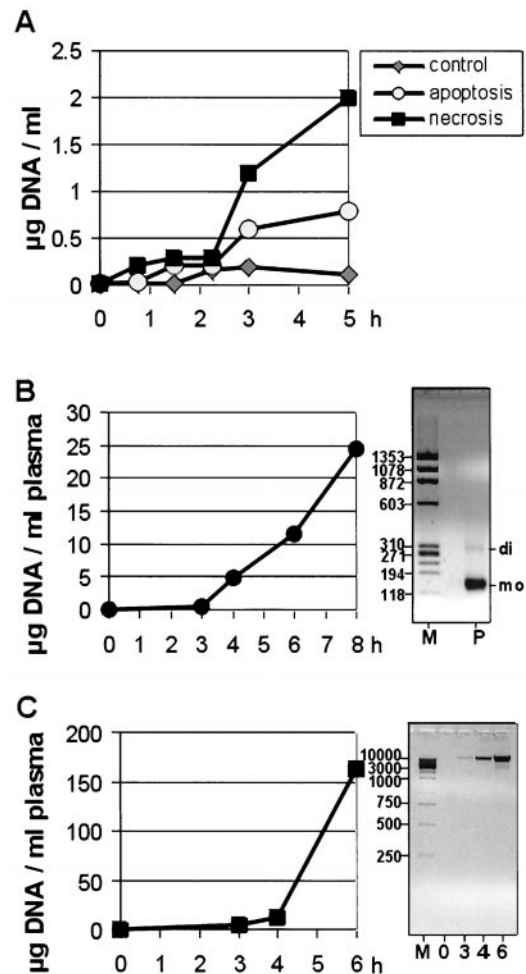 A
µg DNA / ml
2.5
2
1.5
1
0.5
0
0 1 2 3 5 h
control
apoptosis
necrosis
B
µg DNA / ml plasma
30
25
20
15
10
5
0
0 1 2 3 4 5 6 7 8 h
1353
1078
872
603
310
271
194
118
di
mo
M P
C
µg DNA / ml plasma
200
150
100
50
0
0 1 2 3 4 5 6 h
10000
3000
1000
750
500
250
M 0 3 4 6